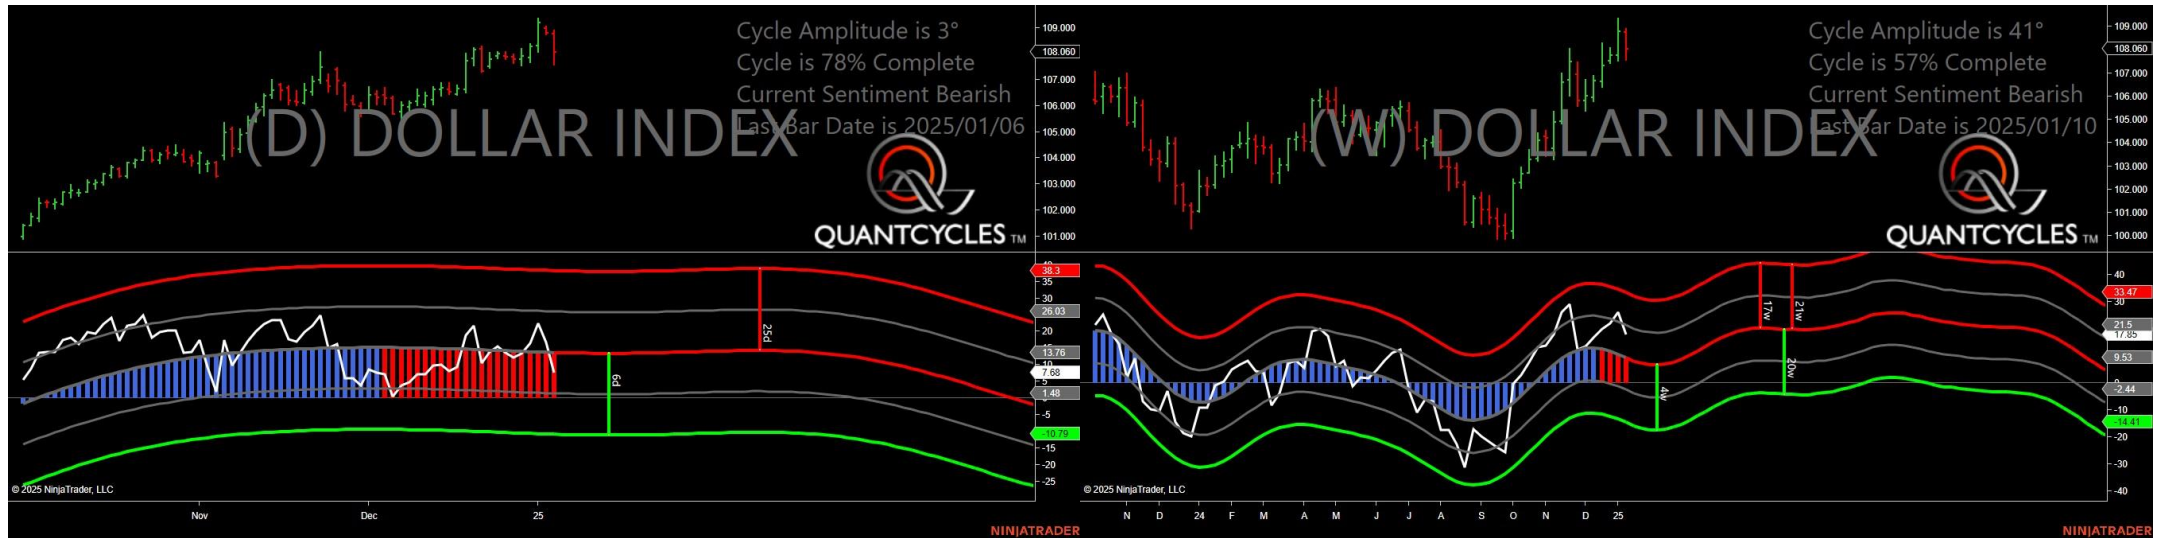 Cycle Amplitude is 3°
Cycle is 78% Complete
Current Sentiment Bearish
Last Bar Date is 2025/01/06
(D) DOLLAR INDEX
QUANTCYCLES TM
109.000
108.060
107.000
106.000
105.000
104.000
103.000
102.000
101.000
38.3
35
30
26.03
20
13.76
7.68
5
1.48
-5
-10.79
-15
-20
-25
25d
6d
© 2025 NinjaTrader, LLC
Nov
Dec
25
NINJATRADER
Cycle Amplitude is 41°
Cycle is 57% Complete
Current Sentiment Bearish
Last Bar Date is 2025/01/10
(W) DOLLAR INDEX
QUANTCYCLES TM
109.000
108.060
107.000
106.000
105.000
104.000
103.000
102.000
101.000
100.000
40
33.47
30
21.5
17.85
9.53
-2.44
-10
-14.41
-20
-30
-40
17w
21w
20w
4w
© 2025 NinjaTrader, LLC
N D 24 F M A M J J A S O N D 25
NINJATRADER